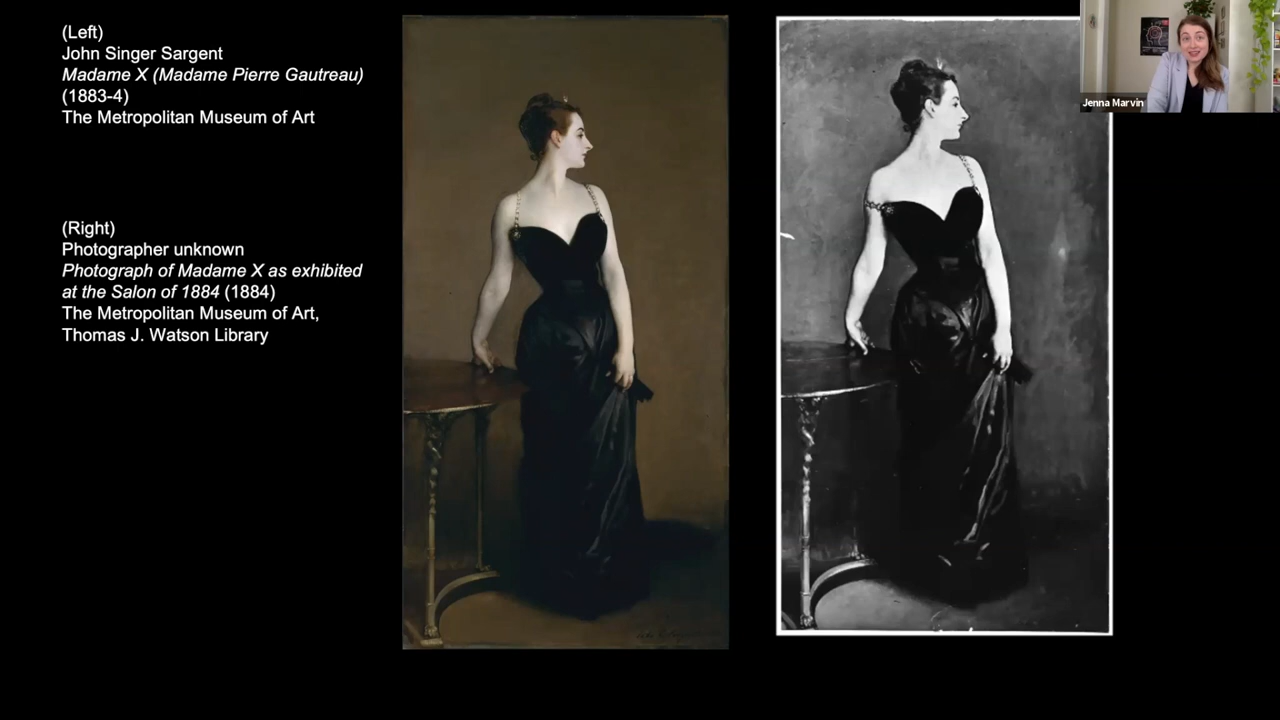 (Left)
John Singer Sargent
Madame X (Madame Pierre Gautreau)
(1883-4)
The Metropolitan Museum of Art
(Right)
Photographer unknown
Photograph of Madame X as exhibited
at the Salon of 1884 (1884)
The Metropolitan Museum of Art,
Thomas J. Watson Library
Jenna Marvin